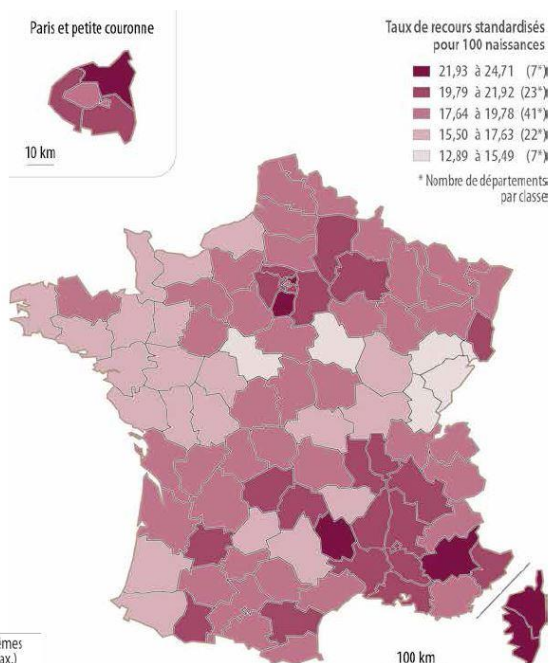 Paris et petite couronne
10 km
Taux de recours standardisés
pour 100 naissances
21,93 à 24,71 (7*)
19,79 à 21,92 (23*)
17,64 à 19,78 (41*)
15,50 à 17,63 (22*)
12,89 à 15,49 (7*)
* Nombre de départements
par classe
100 km